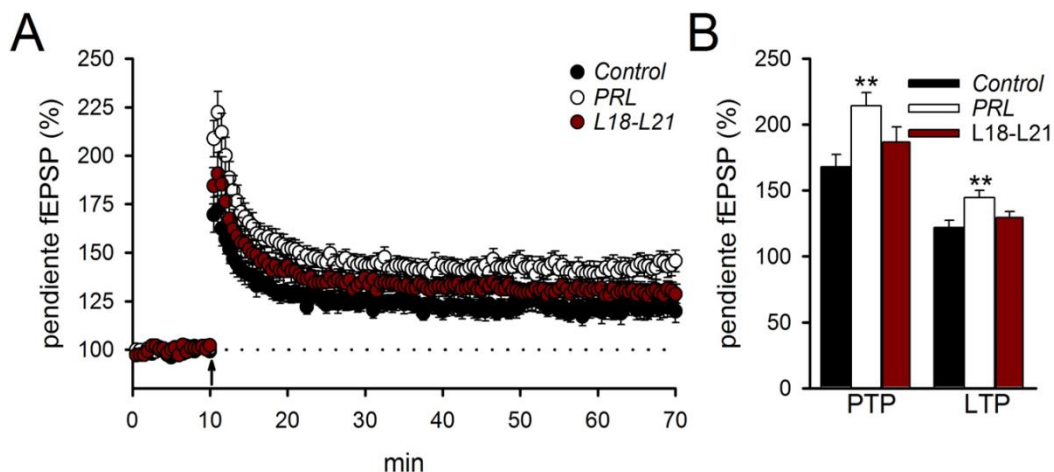 A
pendiente fEPSP (%)
250
225
200
175
150
125
100
0
10
20
30
40
50
60
70
min
Control
PRL
L18-L21
B
pendiente fEPSP (%)
250
200
150
100
50
0
**
**
Control
PRL
L18-L21
PTP
LTP